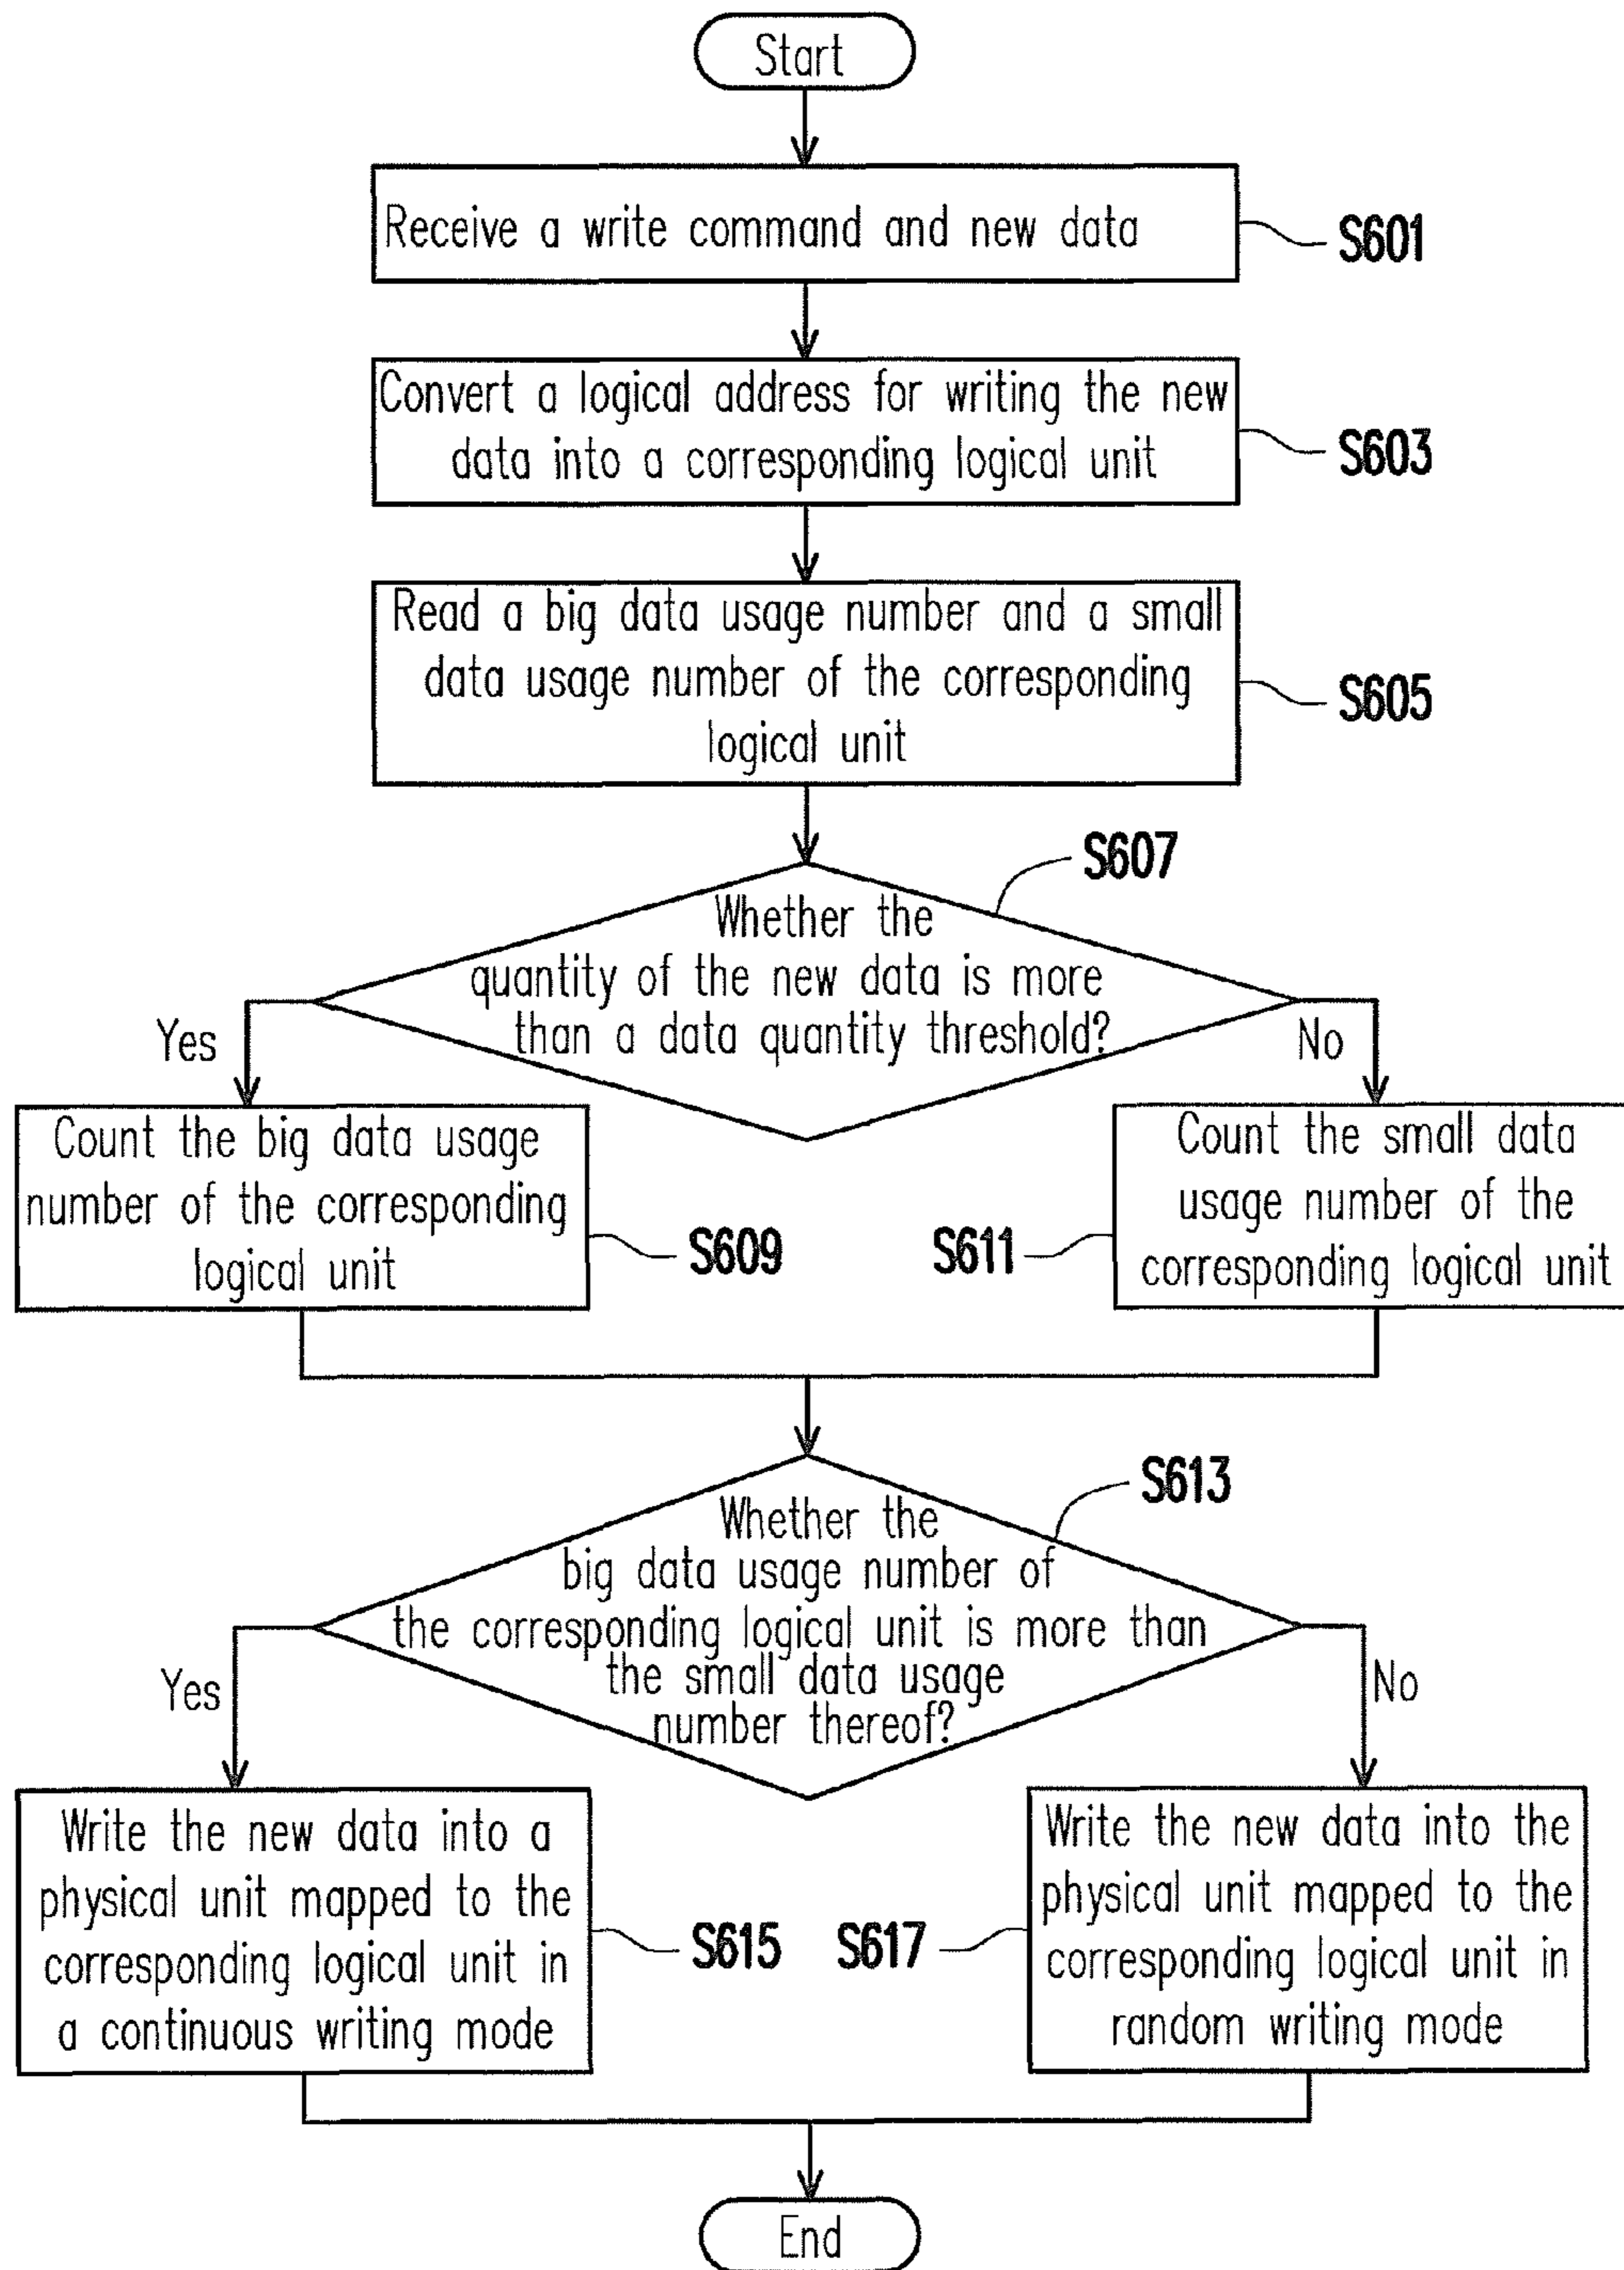 Start
Receive a write command and new data
S601
Convert a logical address for writing the new
data into a corresponding logical unit
S603
Read a big data usage number and a small
data usage number of the corresponding
logical unit
S605
S607
Whether the
quantity of the new data is more
than a data quantity threshold?
Yes
No
Count the big data usage
number of the corresponding
logical unit
S609
S611
Count the small data
usage number of the
corresponding logical unit
S613
Whether the
big data usage number of
the corresponding logical unit is more than
the small data usage
number thereof?
Yes
No
Write the new data into a
physical unit mapped to the
corresponding logical unit in
a continuous writing mode
S615
S617
Write the new data into the
physical unit mapped to the
corresponding logical unit in
random writing mode
End